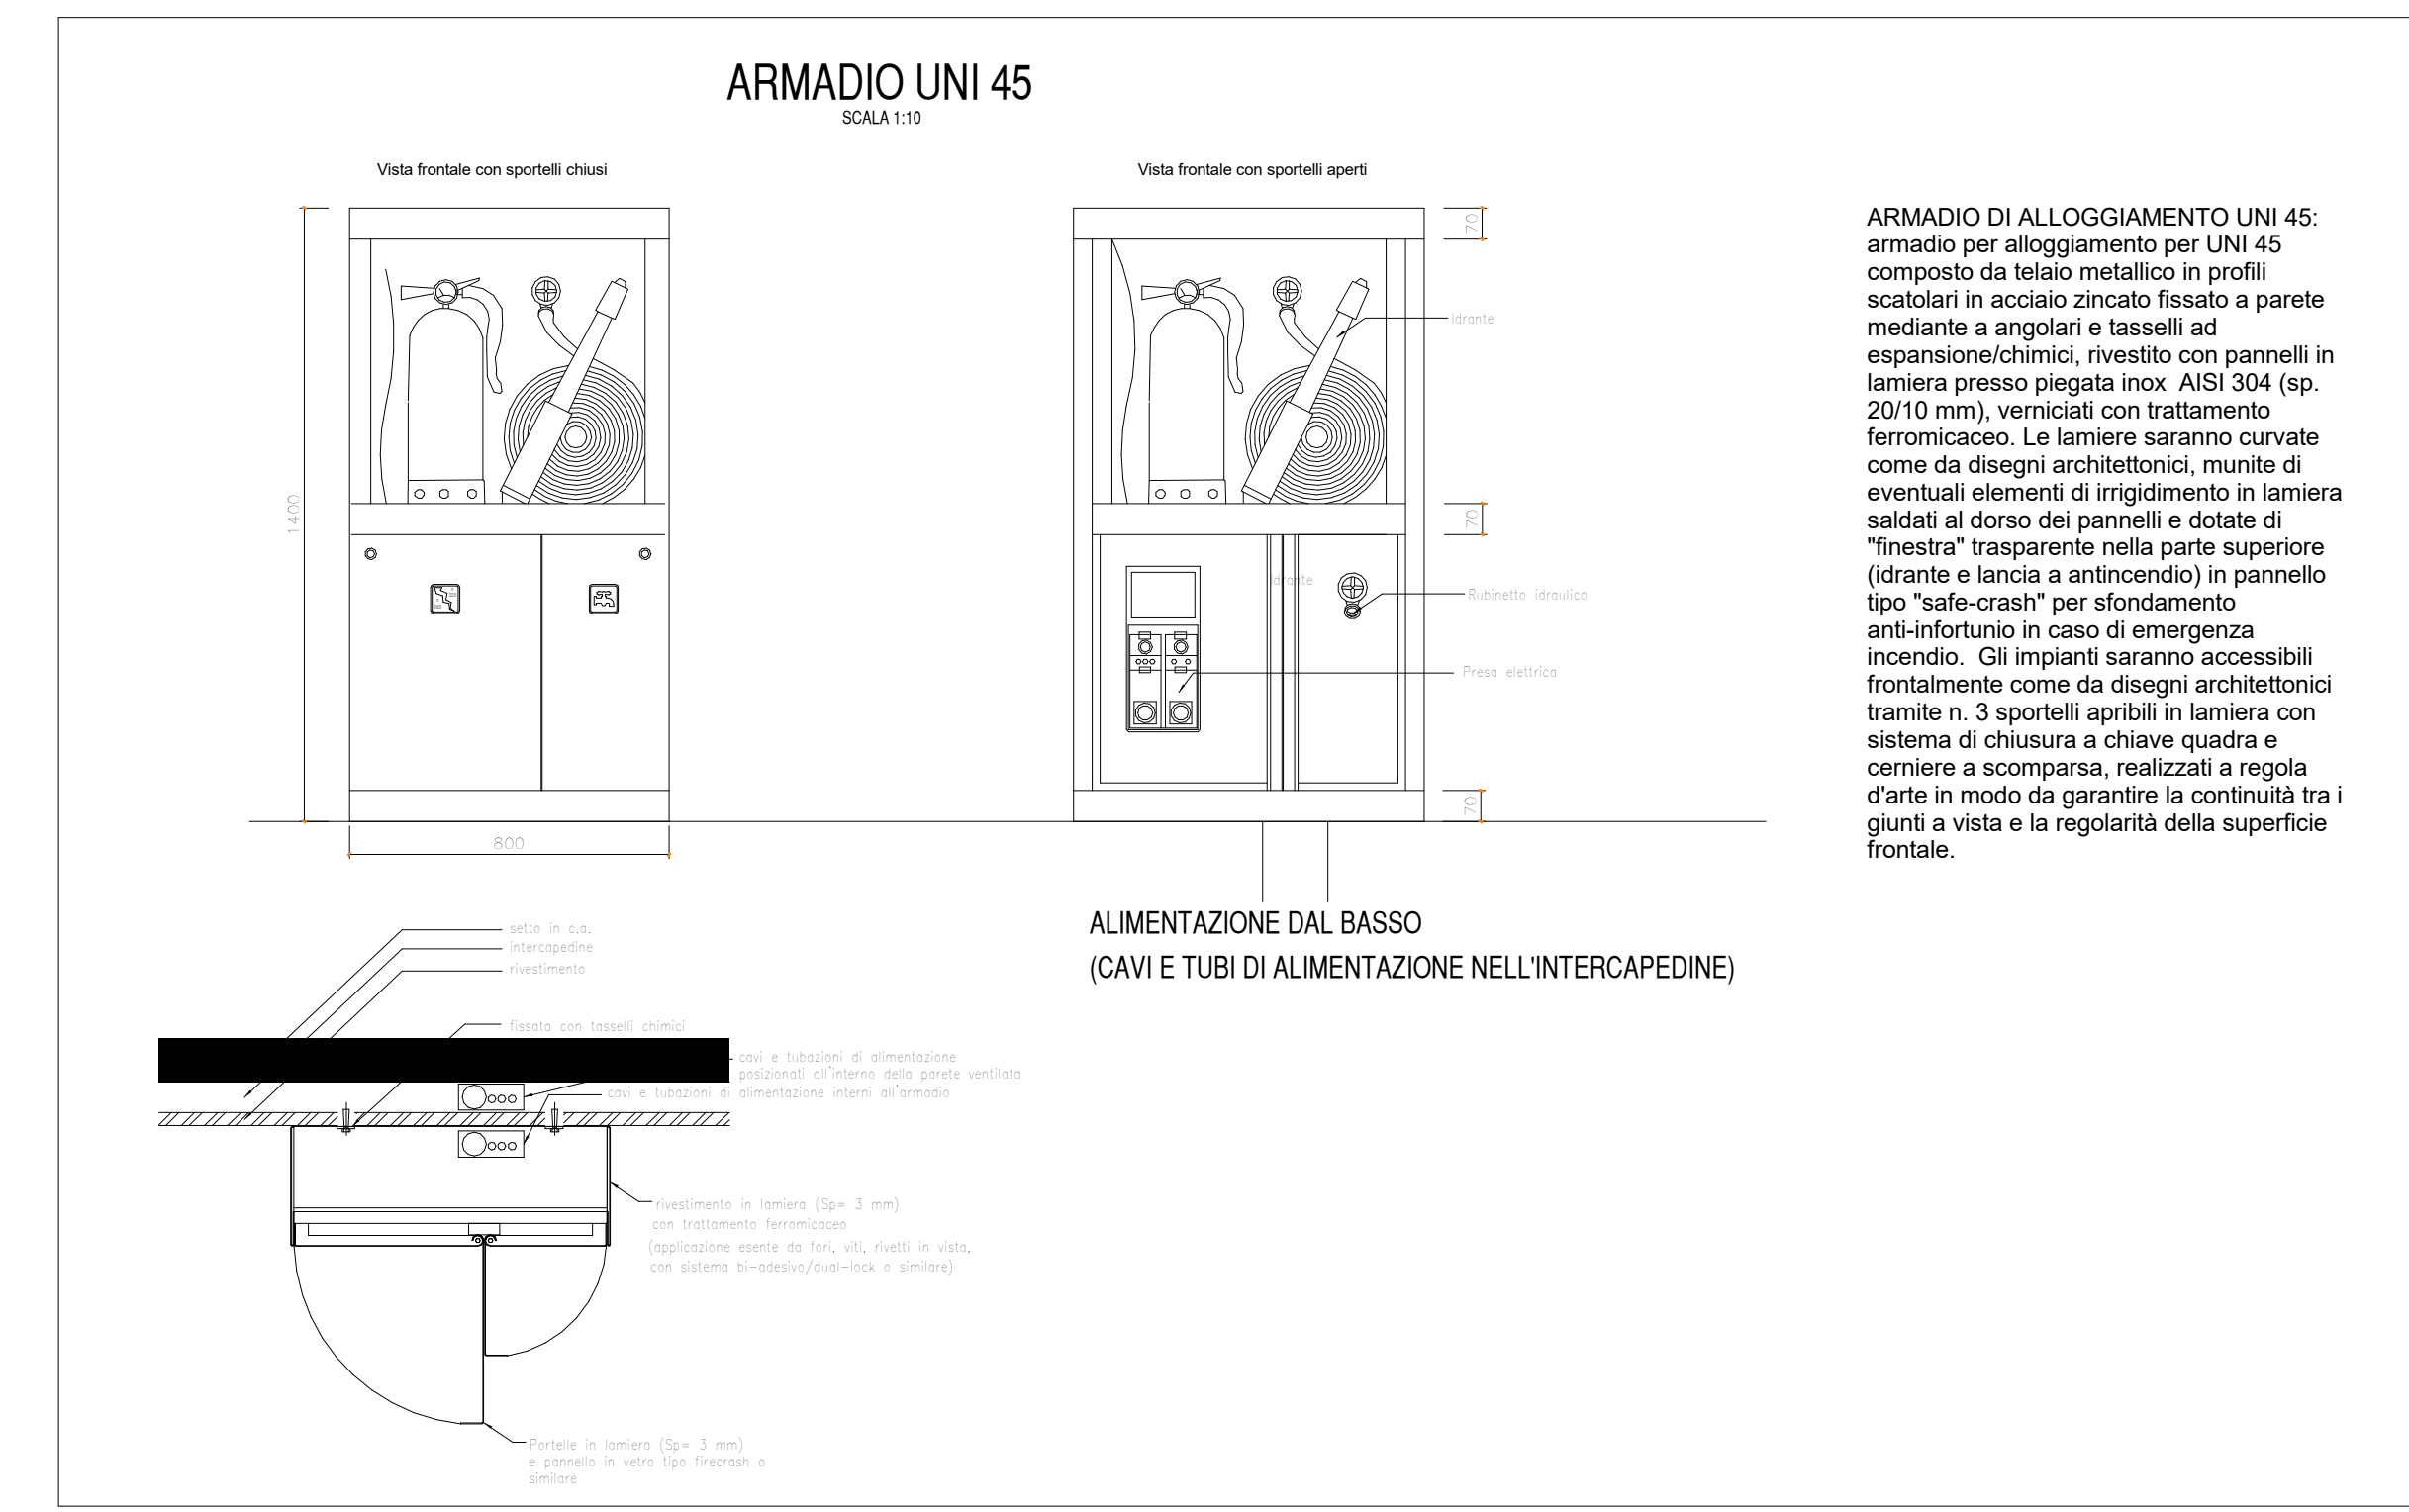 ARMADIO UNI 45
SCALA 1:10
Vista frontale con sportelli chiusi
Vista frontale con sportelli aperti
1400
800
70
70
70
Idrante
Idrante
Rubinetto idraulico
Presa elettrica
ALIMENTAZIONE DAL BASSO
(CAVI E TUBI DI ALIMENTAZIONE NELL'INTERCAPEDINE)
ARMADIO DI ALLOGGIAMENTO UNI 45:
armadio per alloggiamento per UNI 45
composto da telaio metallico in profili
scatolari in acciaio zincato fissato a parete
mediante a angolari e tasselli ad
espansione/chimici, rivestito con pannelli in
lamiera presso piegata inox  AISI 304 (sp.
20/10 mm), verniciati con trattamento
ferromicaceo. Le lamiere saranno curvate
come da disegni architettonici, munite di
eventuali elementi di irrigidimento in lamiera
saldati al dorso dei pannelli e dotate di
"finestra" trasparente nella parte superiore
(idrante e lancia a antincendio) in pannello
tipo "safe-crash" per sfondamento
anti-infortunio in caso di emergenza
incendio.  Gli impianti saranno accessibili
frontalmente come da disegni architettonici
tramite n. 3 sportelli apribili in lamiera con
sistema di chiusura a chiave quadra e
cerniere a scomparsa, realizzati a regola
d'arte in modo da garantire la continuità tra i
giunti a vista e la regolarità della superficie
frontale.
setto in c.a.
intercapedine
rivestimento
fissata con tasselli chimici
cavi e tubazioni di alimentazione
posizionati all'interno della parete ventilata
cavi e tubazioni di alimentazione interni all'armadio
rivestimento in lamiera (Sp= 3 mm)
con trattamento ferromicaceo
(applicazione esente da fori, viti, rivetti in vista,
con sistema bi-adesivo/dual-lock o similare)
Portelle in lamiera (Sp= 3 mm)
e pannello in vetro tipo firecrash o
similare